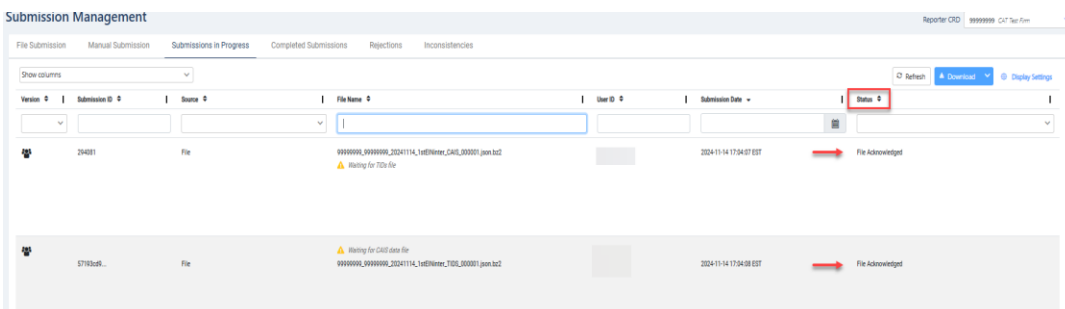 Submission Management
Reporter CRD 99999999 CAT Test Firm
File Submission Manual Submission Submissions in Progress Completed Submissions Rejections Inconsistencies
Show columns
Refresh Download Display Settings
Version Submission ID Source File Name User ID Submission Date Status
294081 File 99999999_99999999_20241114_1stElWinter_CAIS_000001.json.bz2 2024-11-14 17:04:07 EST File Acknowledged
Waiting for TIDs file
Waiting for CAIS data file
57193cd9... File 99999999_99999999_20241114_1stElWinter_TIDS_000001.json.bz2 2024-11-14 17:04:08 EST File Acknowledged